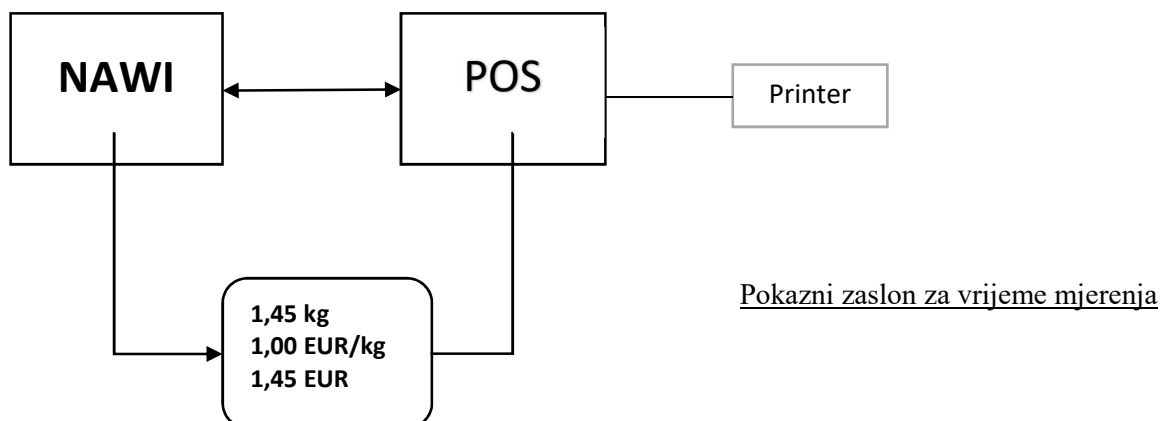 NAWI
POS
Printer
1,45 kg
1,00 EUR/kg
1,45 EUR
Pokazni zaslon za vrijeme mjerenja